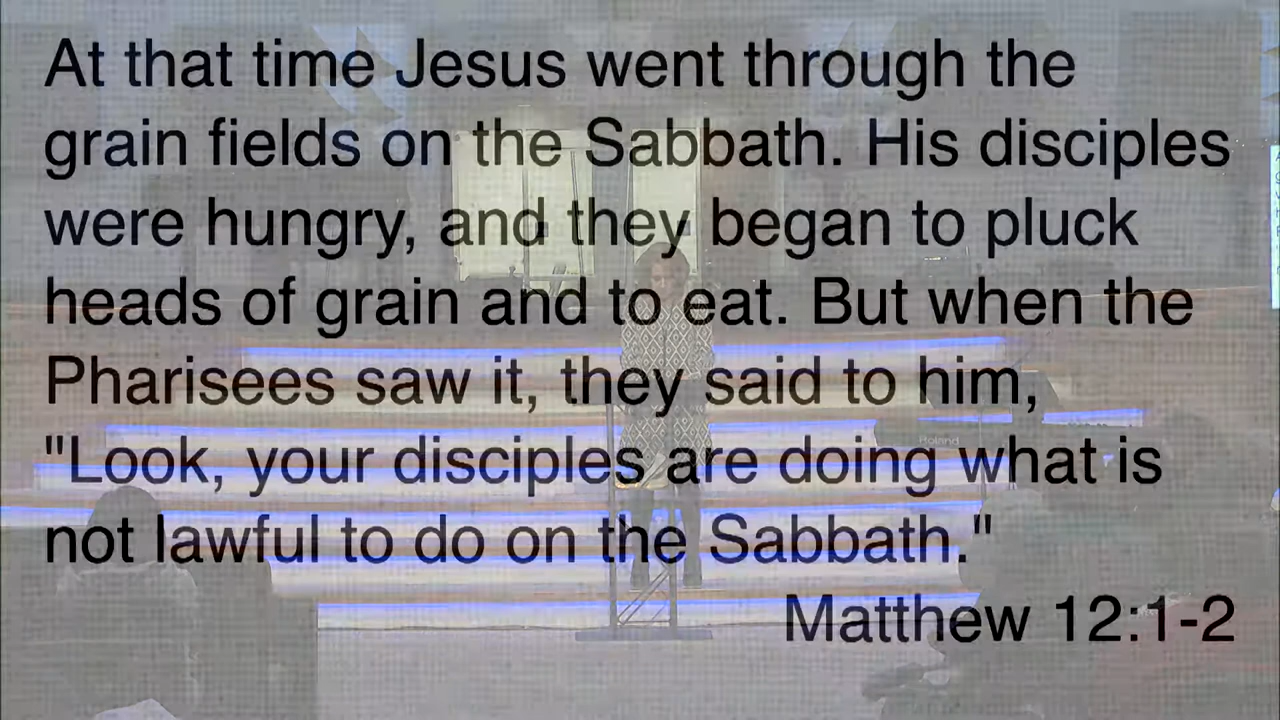 At that time Jesus went through the
grain fields on the Sabbath. His disciples
were hungry, and they began to pluck
heads of grain and to eat. But when the
Pharisees saw it, they said to him,
"Look, your disciples are doing what is
not lawful to do on the Sabbath."
Matthew 12:1-2
Roland